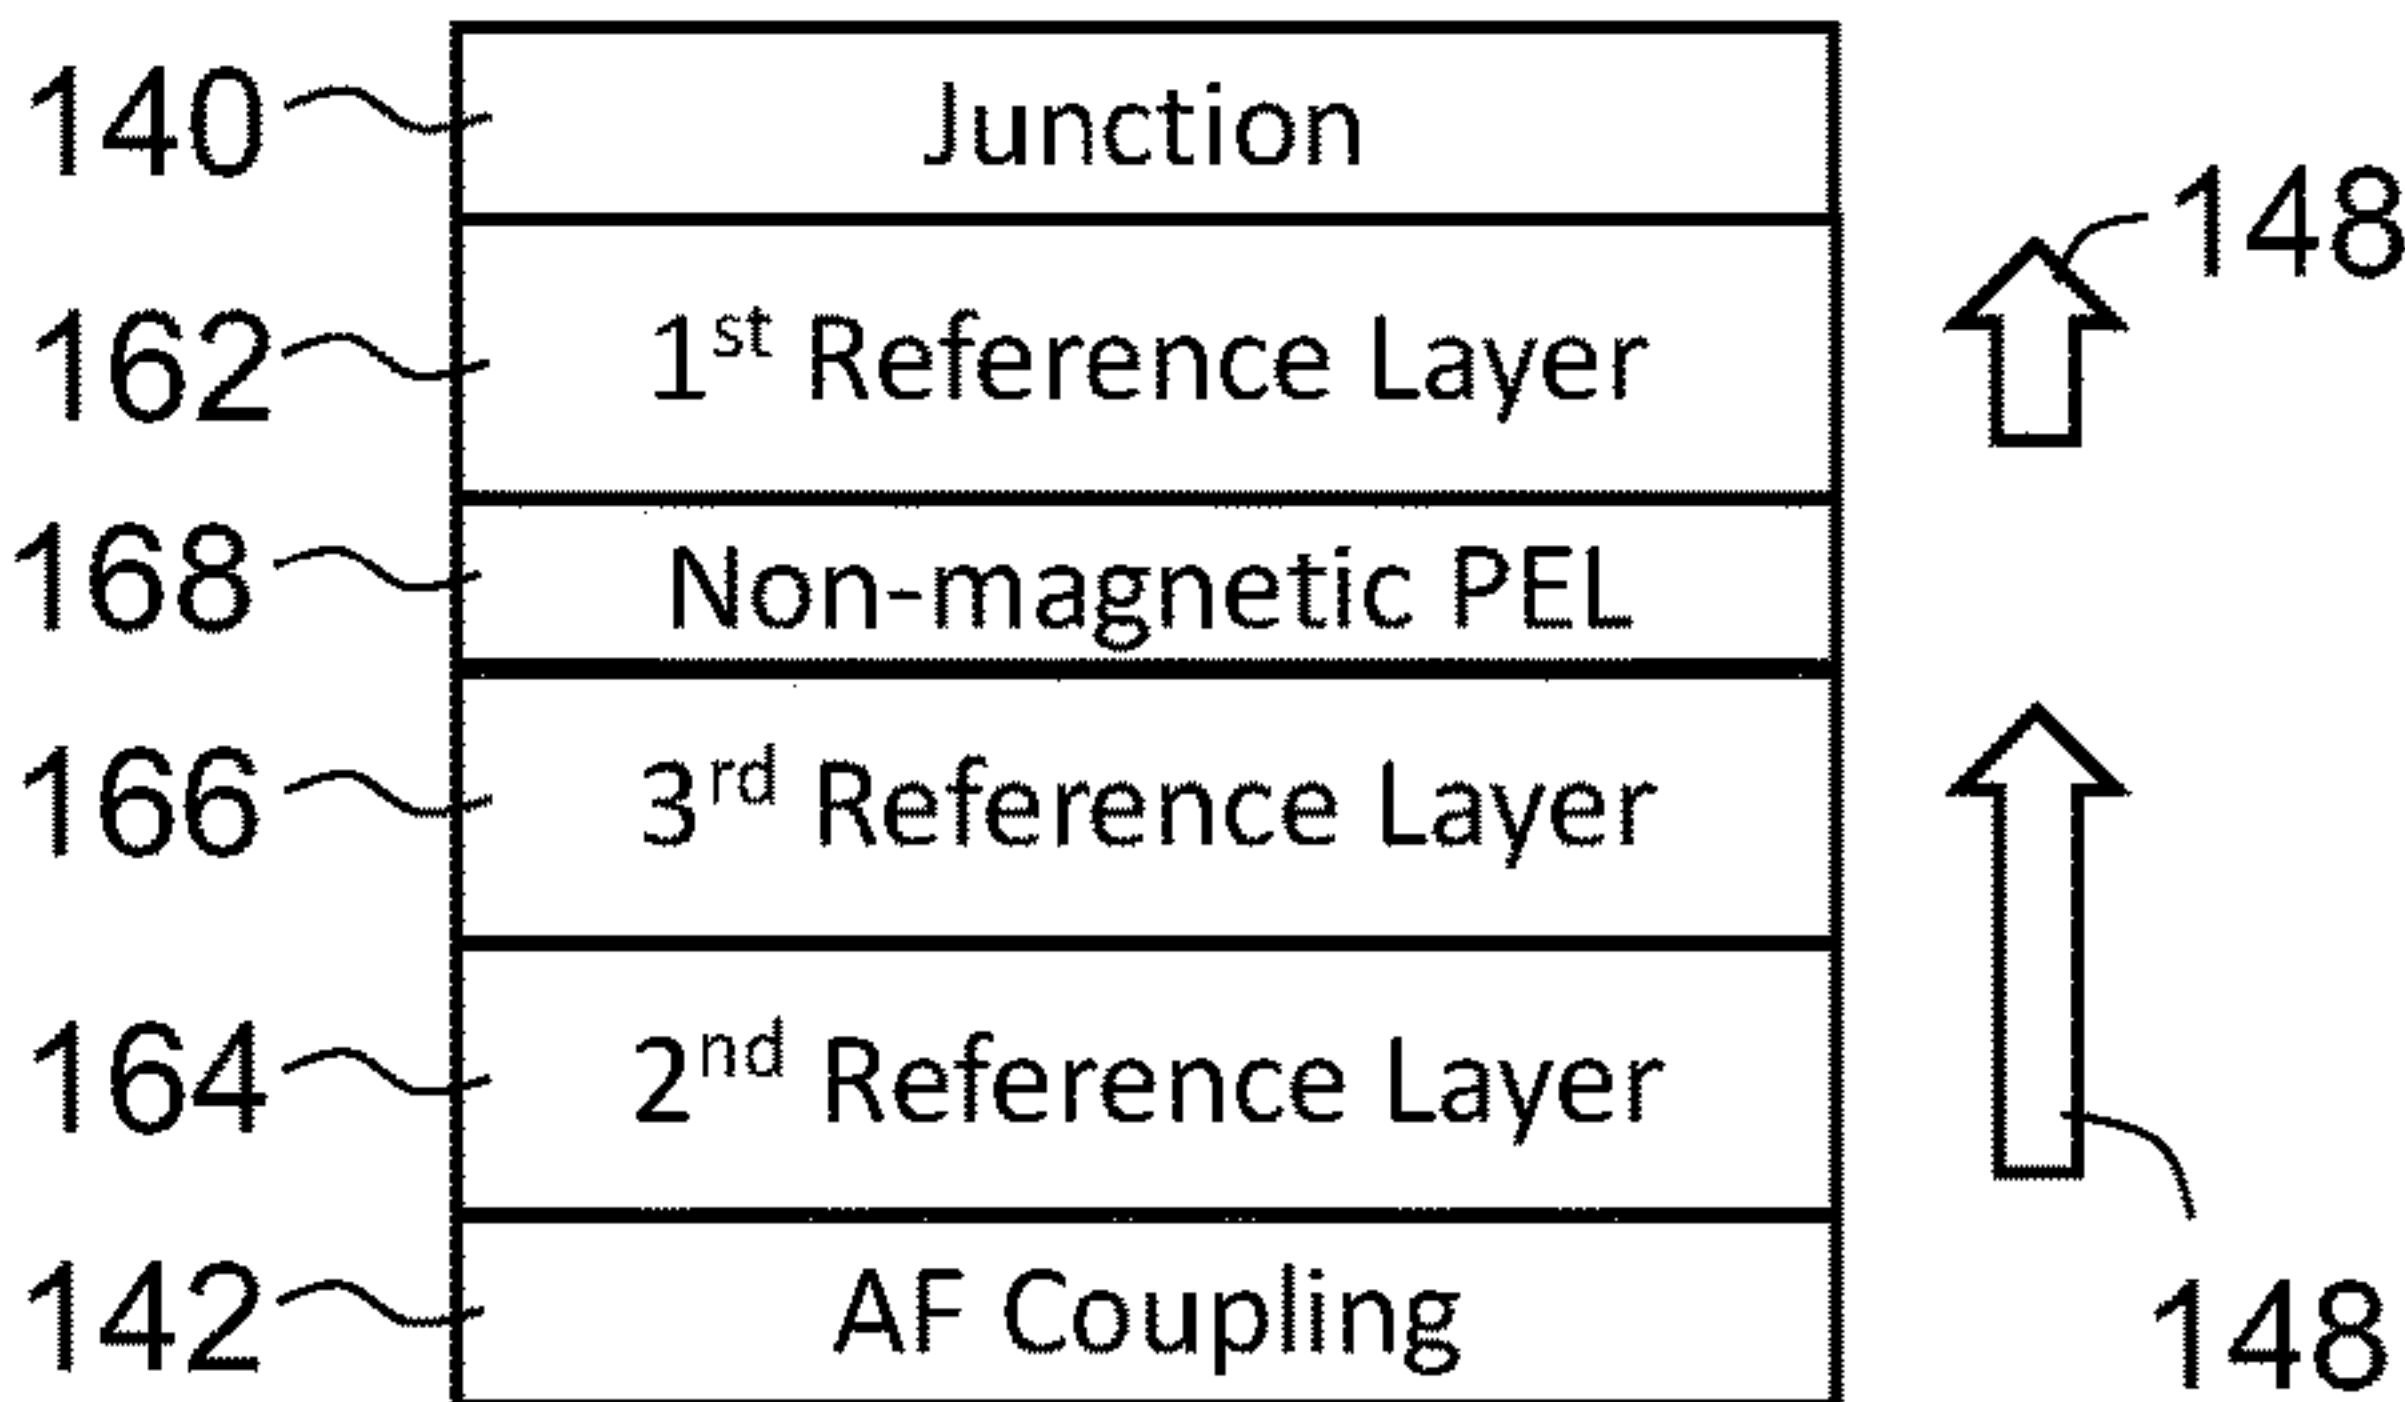 140 Junction
148
162 1st Reference Layer
168 Non-magnetic PEL
166 3rd Reference Layer
164 2nd Reference Layer
142 AF Coupling
148